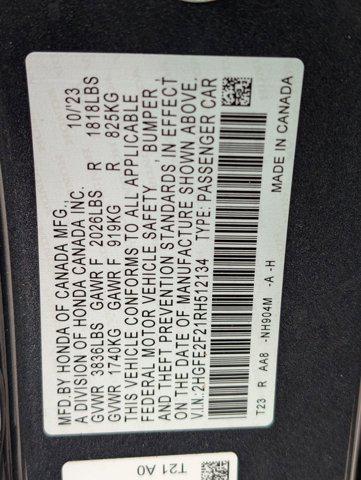 MFD.BY HONDA OF CANADA MFG., 10/'23
A DIVISION OF HONDA CANADA INC.
GVWR 3836LBS GAWR F 2028LBS R 1818LBS
GVWR 1740KG GAWR F 919KG R 825KG
THIS VEHICLE CONFORMS TO ALL APPLICABLE
FEDERAL MOTOR VEHICLE SAFETY, BUMPER,
AND THEFT PREVENTION STANDARDS IN EFFECT
ON THE DATE OF MANUFACTURE SHOWN ABOVE.
V.I.N:2HGFE2F21RH512134 TYPE:PASSENGER CAR
T23 R AA8 -NH904M -A -H MADE IN CANADA
T21 A0